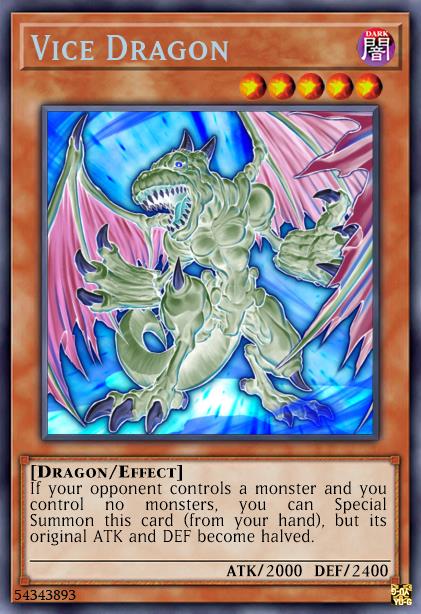 VICE DRAGON
DARK
闇
[DRAGON/EFFECT]
If your opponent controls a monster and you
control no monsters, you can Special
Summon this card (from your hand), but its
original ATK and DEF become halved.
ATK/2000 DEF/2400
54343893